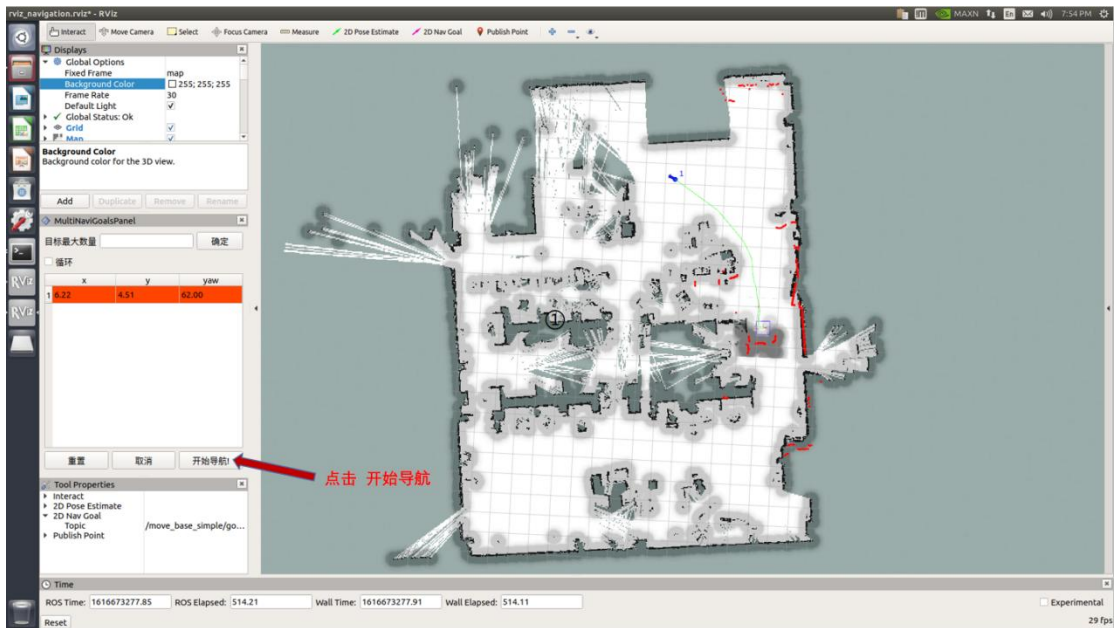 rviz_navigation.rviz* - RViz
MAXN En 7:54 PM
Interact Move Camera Select Focus Camera Measure 2D Pose Estimate 2D Nav Goal Publish Point
Displays
Global Options
Fixed Frame map
Background Color 255; 255; 255
Frame Rate 30
Default Light
Global Status: Ok
Grid
Map
Background Color
Background color for the 3D view.
Add Duplicate Remove Rename
MultiNaviGoalsPanel
目标最大数量 确定
循环
x y yaw
1 6.22 4.51 62.00
重置 取消 开始导航!
点击 开始导航
Tool Properties
Interact
2D Pose Estimate
2D Nav Goal
Topic /move_base_simple/go...
Publish Point
1
①
RViz
RViz
Time
ROS Time: 1616673277.85 ROS Elapsed: 514.21 Wall Time: 1616673277.91 Wall Elapsed: 514.11 Experimental
Reset 29 fps